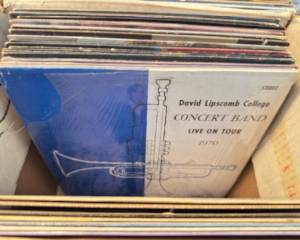 STEREO
David Lipscomb College
CONCERT BAND
LIVE ON TOUR
1970